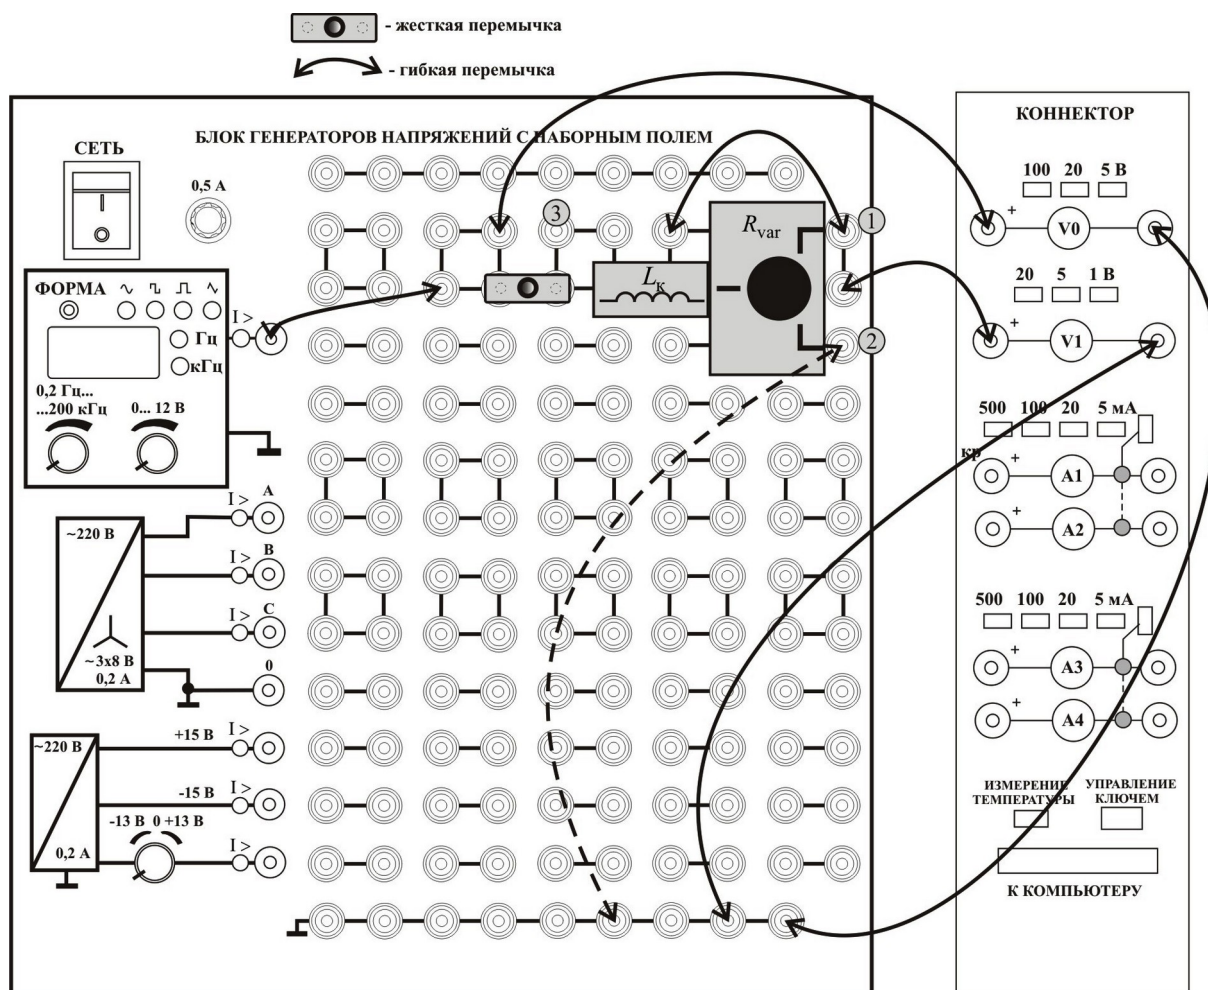 - жесткая перемычка
- гибкая перемычка
БЛОК ГЕНЕРАТОРОВ НАПРЯЖЕНИЙ С НАБОРНЫМ ПОЛЕМ
СЕТЬ
0,5 А
ФОРМА
I >
Гц
кГц
0,2 Гц...
...200 кГц
0... 12 В
~220 В
~3х8 В
0,2 А
I > A
I > B
I > C
0
~220 В
0,2 А
+15 В I >
-15 В I >
-13 В 0 +13 В I >
3
Rvar
1
Lк
2
КОННЕКТОР
100 20 5 В
+ V0
20 5 1 В
+ V1
500 100 20 5 мА
кр
+ A1
+ A2
500 100 20 5 мА
+ A3
+ A4
ИЗМЕРЕНИЕ
ТЕМПЕРАТУРЫ
УПРАВЛЕНИЕ
КЛЮЧЕМ
К КОМПЬЮТЕРУ